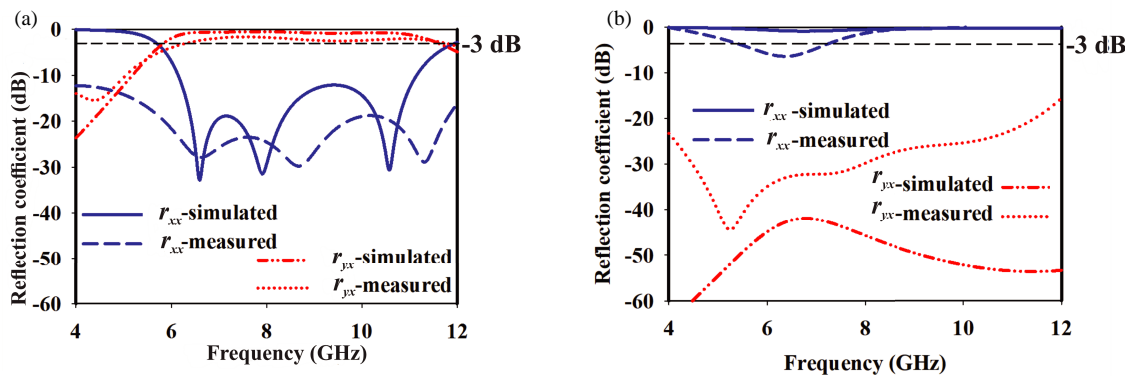 (a)
Reflection coefficient (dB)
0
-10
-20
-30
-40
-50
-60
4
6
8
10
12
Frequency (GHz)
-3 dB
rxx-simulated
rxx-measured
ryx-simulated
ryx-measured
(b)
Reflection coefficient (dB)
0
-10
-20
-30
-40
-50
-60
4
6
8
10
12
Frequency (GHz)
-3 dB
rxx-simulated
rxx-measured
ryx-simulated
ryx-measured